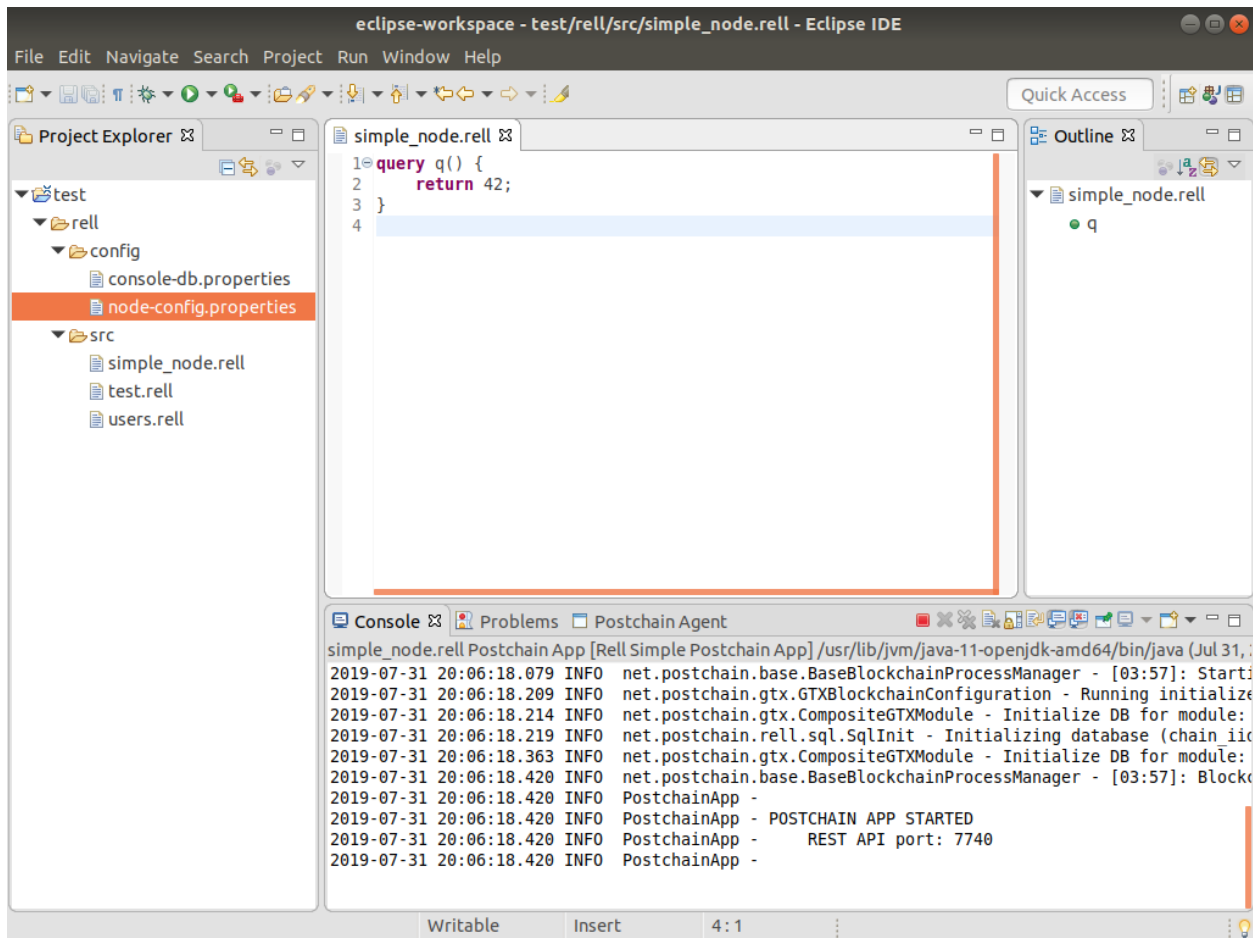 eclipse-workspace - test/rell/src/simple_node.rell - Eclipse IDE
File Edit Navigate Search Project Run Window Help
Quick Access
Project Explorer
test
rell
config
console-db.properties
node-config.properties
src
simple_node.rell
test.rell
users.rell
simple_node.rell
1 query q() {
2 return 42;
3 }
4
Outline
simple_node.rell
q
Console Problems Postchain Agent
simple_node.rell Postchain App [Rell Simple Postchain App] /usr/lib/jvm/java-11-openjdk-amd64/bin/java (Jul 31,
2019-07-31 20:06:18.079 INFO net.postchain.base.BaseBlockchainProcessManager - [03:57]: Starti
2019-07-31 20:06:18.209 INFO net.postchain.gtx.GTXBlockchainConfiguration - Running initialize
2019-07-31 20:06:18.214 INFO net.postchain.gtx.CompositeGTXModule - Initialize DB for module:
2019-07-31 20:06:18.219 INFO net.postchain.rell.sql.SqlInit - Initializing database (chain_iid
2019-07-31 20:06:18.363 INFO net.postchain.gtx.CompositeGTXModule - Initialize DB for module:
2019-07-31 20:06:18.420 INFO net.postchain.base.BaseBlockchainProcessManager - [03:57]: Blockc
2019-07-31 20:06:18.420 INFO PostchainApp -
2019-07-31 20:06:18.420 INFO PostchainApp - POSTCHAIN APP STARTED
2019-07-31 20:06:18.420 INFO PostchainApp - REST API port: 7740
2019-07-31 20:06:18.420 INFO PostchainApp -
Writable Insert 4:1